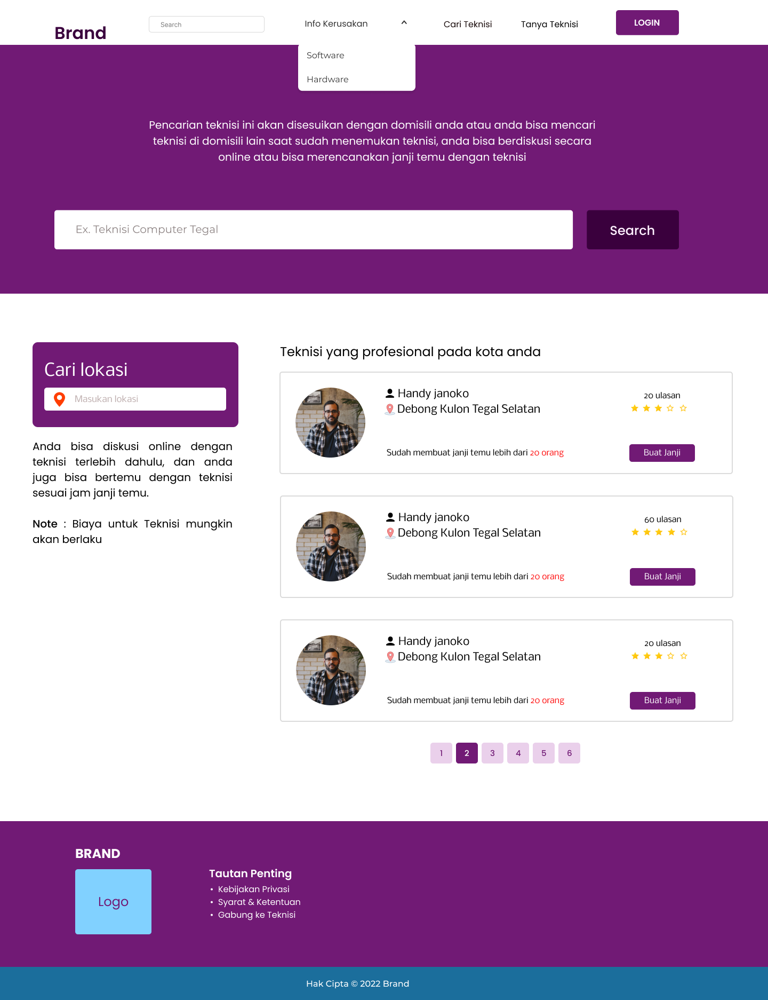 Brand
Search
Info Kerusakan
Cari Teknisi
Tanya Teknisi
LOGIN
Software
Hardware
Pencarian teknisi ini akan disesuikan dengan domisili anda atau anda bisa mencari
teknisi di domisili lain saat sudah menemukan teknisi, anda bisa berdiskusi secara
online atau bisa merencanakan janji temu dengan teknisi
Ex. Teknisi Computer Tegal
Search
Cari lokasi
Masukan lokasi
Anda bisa diskusi online dengan
teknisi terlebih dahulu, dan anda
juga bisa bertemu dengan teknisi
sesuai jam janji temu.
Note : Biaya untuk Teknisi mungkin
akan berlaku
Teknisi yang profesional pada kota anda
Handy janoko
Debong Kulon Tegal Selatan
20 ulasan
Sudah membuat janji temu lebih dari 20 orang
Buat Janji
Handy janoko
Debong Kulon Tegal Selatan
60 ulasan
Sudah membuat janji temu lebih dari 20 orang
Buat Janji
Handy janoko
Debong Kulon Tegal Selatan
20 ulasan
Sudah membuat janji temu lebih dari 20 orang
Buat Janji
1 2 3 4 5 6
BRAND
Logo
Tautan Penting
• Kebijakan Privasi
• Syarat & Ketentuan
• Gabung ke Teknisi
Hak Cipta © 2022 Brand